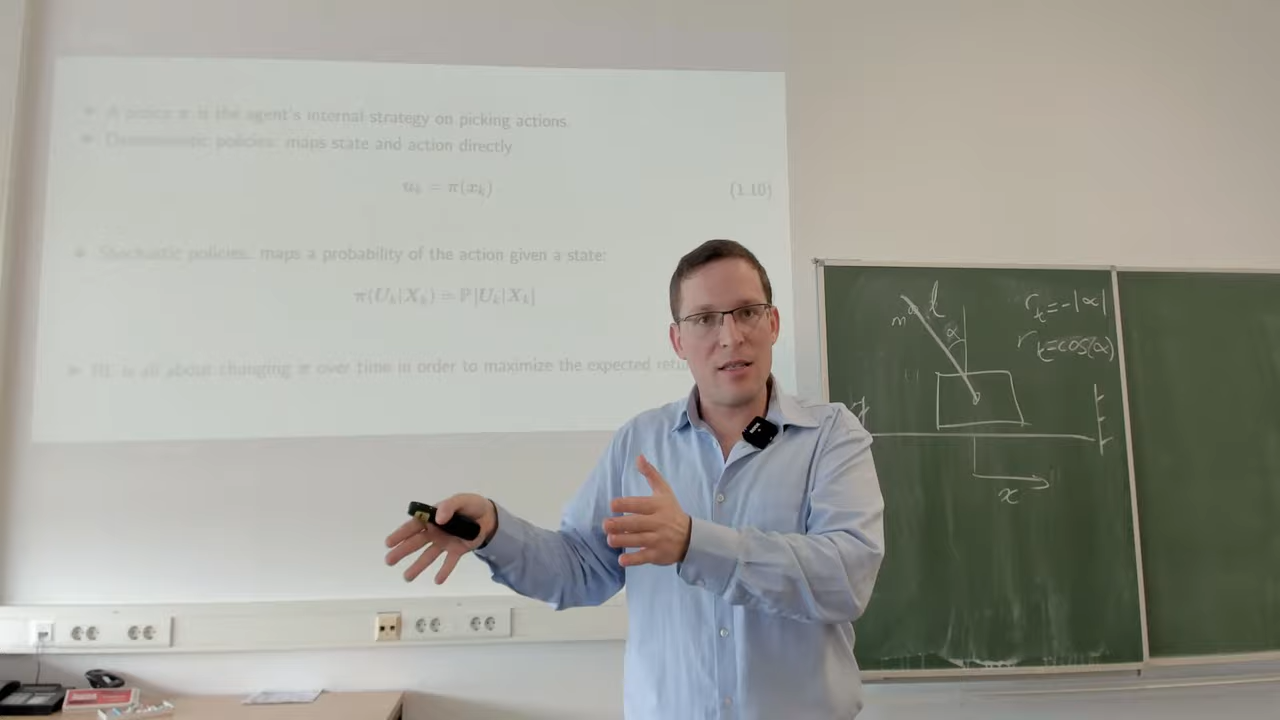 A policy π is the agent's internal strategy on picking actions.
Deterministic policies: maps state and action directly
u_k = π(x_k) (1.10)
Stochastic policies: maps a probability of the action given a state:
π(U_k|X_k) = P[U_k|X_k]
RL is all about changing π over time in order to maximize the expected
m l
α
r_t = -|α|
r_t = cos(α)
x